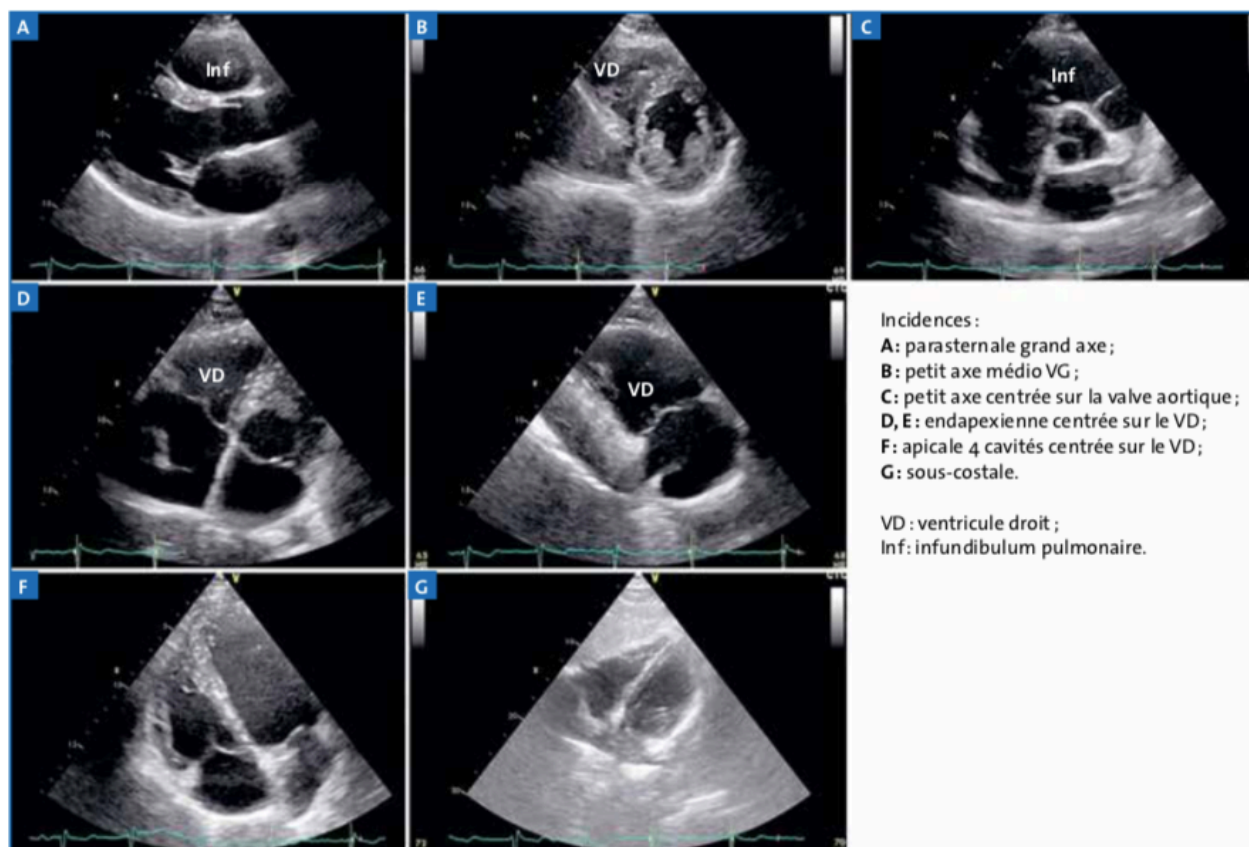 A
Inf
B
VD
C
Inf
D
VD
E
VD
Incidences :
A : parasternale grand axe ;
B : petit axe médio VG ;
C : petit axe centrée sur la valve aortique ;
D, E : endapexienne centrée sur le VD ;
F : apicale 4 cavités centrée sur le VD ;
G : sous-costale.
VD : ventricule droit ;
Inf : infundibulum pulmonaire.
F
G